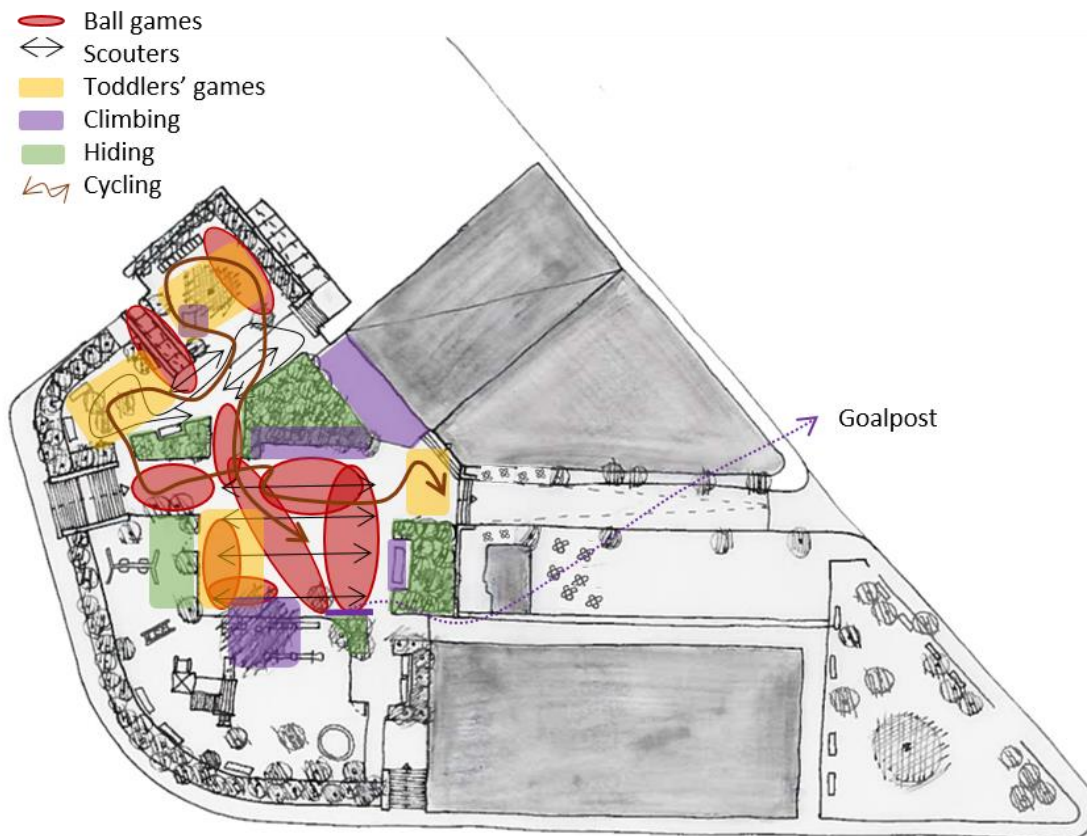 Ball games
Scouters
Toddlers’ games
Climbing
Hiding
Cycling
Goalpost